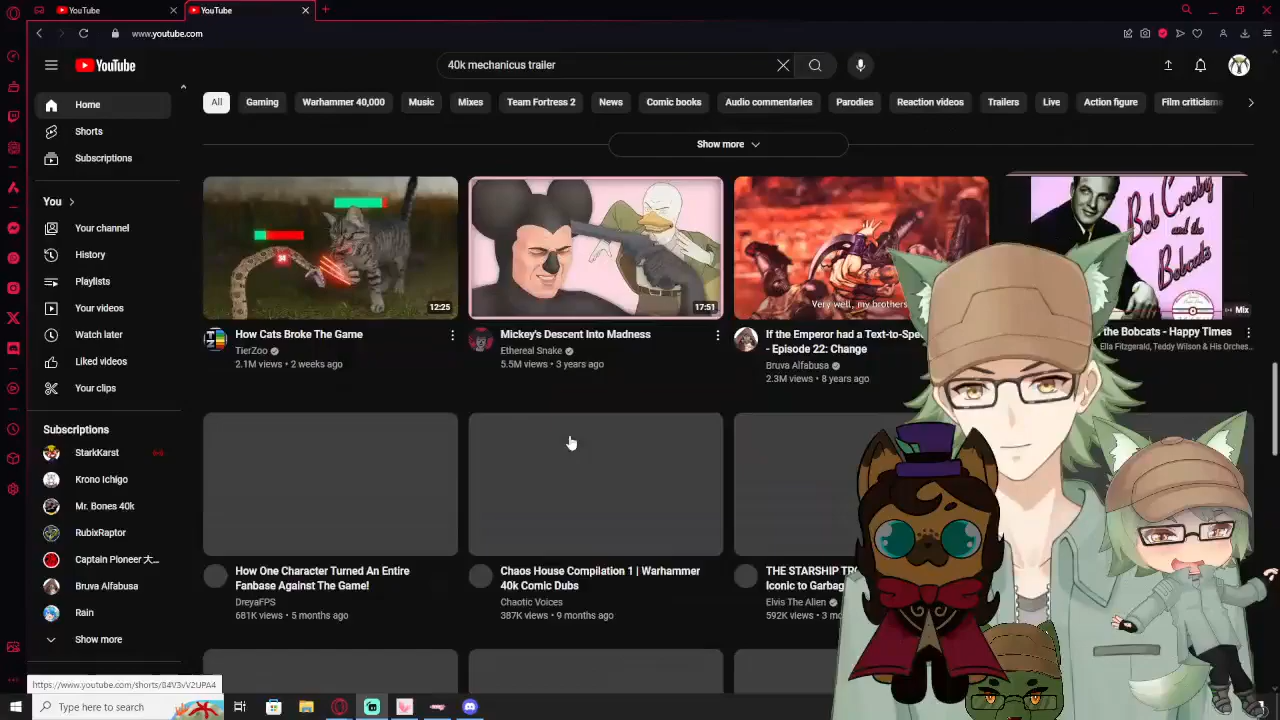 YouTube
YouTube
www.youtube.com
YouTube
40k mechanicus trailer
All
Gaming
Warhammer 40,000
Music
Mixes
Team Fortress 2
News
Comic books
Audio commentaries
Parodies
Reaction videos
Trailers
Live
Action figure
Film criticisms
Home
Shorts
Subscriptions
You
Your channel
History
Playlists
Your videos
Watch later
Liked videos
Your clips
Subscriptions
StarkKarst
Krono Ichigo
Mr. Bones 40k
RubixRaptor
Captain Pioneer 大...
Bruva Alfabusa
Rain
Show more
Show more
12:25
How Cats Broke The Game
TierZoo
2.1M views • 2 weeks ago
17:51
Mickey's Descent Into Madness
Ethereal Snake
5.5M views • 3 years ago
Very well, my brothers
If the Emperor had a Text-to-Spe
- Episode 22: Change
Bruva Alfabusa
2.3M views • 8 years ago
Bob Crosby
and the
Bobcats
Mix
the Bobcats - Happy Times
Ella Fitzgerald, Teddy Wilson & His Orches...
How One Character Turned An Entire
Fanbase Against The Game!
DreyaFPS
681K views • 5 months ago
Chaos House Compilation 1 | Warhammer
40k Comic Dubs
Chaotic Voices
387K views • 9 months ago
THE STARSHIP TRO
Iconic to Garbag
Elvis The Alien
592K views • 3 mo
https://www.youtube.com/shorts/84V3vV2UPA4
Type here to search